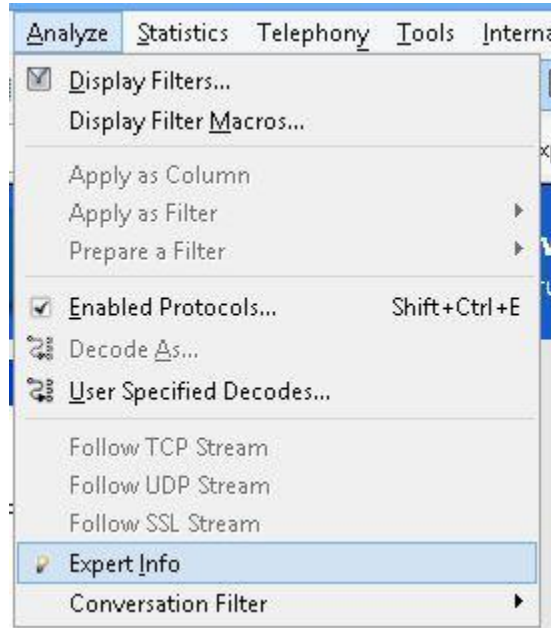 Analyze Statistics Telephony Tools Interna
Display Filters...
Display Filter Macros...
Apply as Column
Apply as Filter
Prepare a Filter
Enabled Protocols... Shift+Ctrl+E
Decode As...
User Specified Decodes...
Follow TCP Stream
Follow UDP Stream
Follow SSL Stream
Expert Info
Conversation Filter